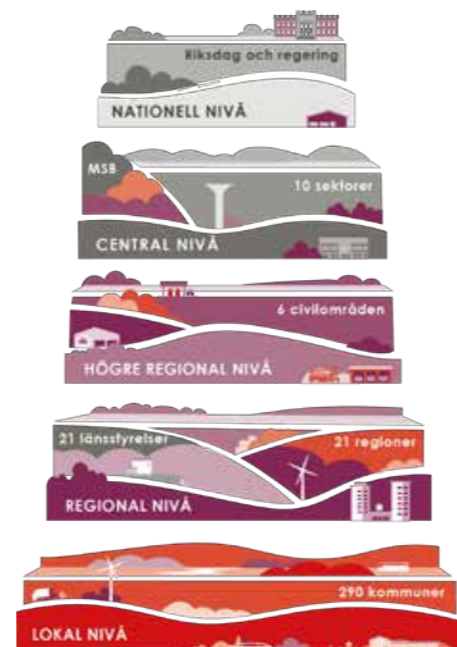 Riksdag och regering
NATIONELL NIVÅ
MSB
10 sektorer
CENTRAL NIVÅ
6 civilområden
HÖGRE REGIONAL NIVÅ
21 länsstyrelser
21 regioner
REGIONAL NIVÅ
290 kommuner
LOKAL NIVÅ